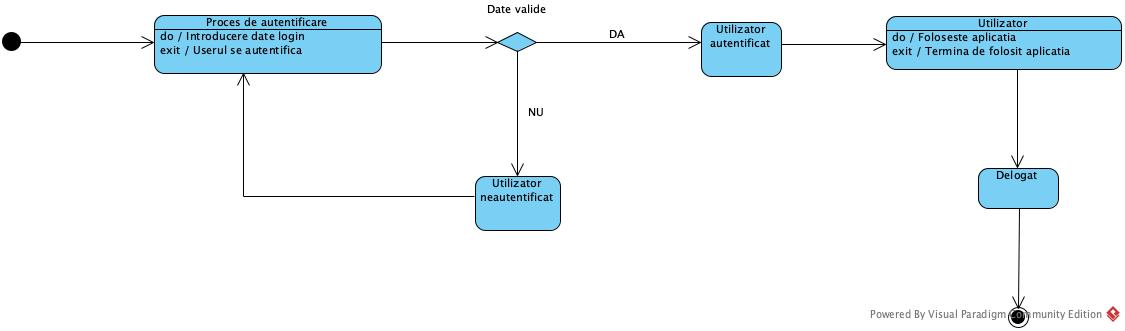 Date valide
Proces de autentificare
do / Introducere date login
exit / Userul se autentifica
DA
Utilizator
autentificat
Utilizator
do / Foloseste aplicatia
exit / Termina de folosit aplicatia
NU
Utilizator
neautentificat
Delogat
Powered By Visual Paradigm Community Edition